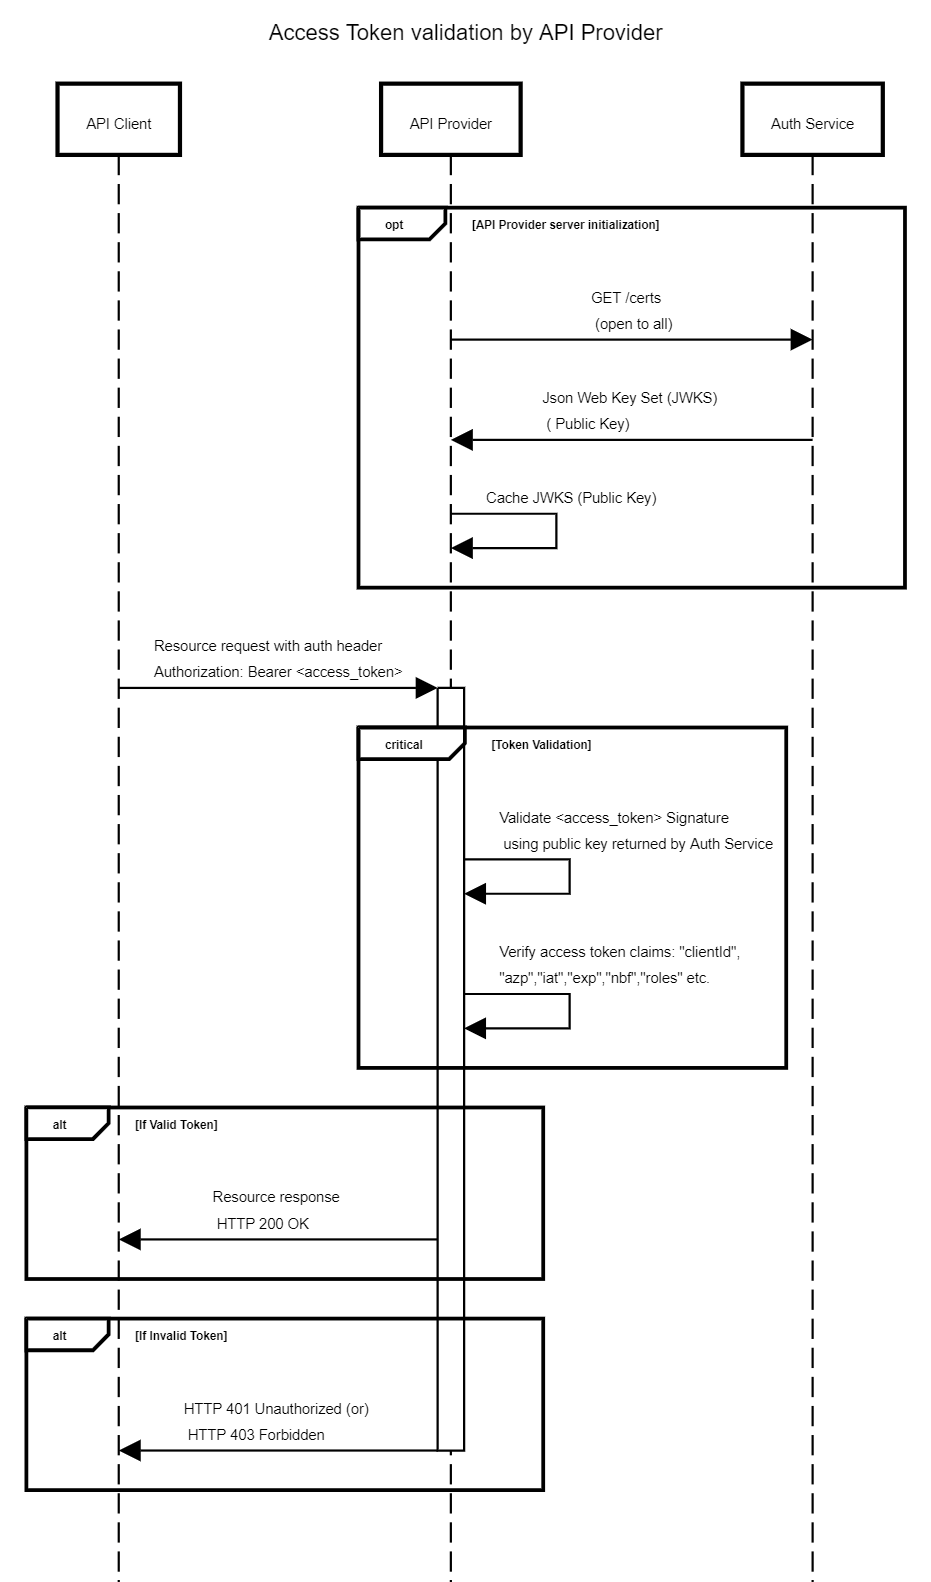 Access Token validation by API Provider
API Client
API Provider
Auth Service
opt
[API Provider server initialization]
GET /certs
(open to all)
Json Web Key Set (JWKS)
( Public Key)
Cache JWKS (Public Key)
Resource request with auth header
Authorization: Bearer <access_token>
critical
[Token Validation]
Validate <access_token> Signature
using public key returned by Auth Service
Verify access token claims: "clientId",
"azp","iat","exp","nbf","roles" etc.
alt
[If Valid Token]
Resource response
HTTP 200 OK
alt
[If Invalid Token]
HTTP 401 Unauthorized (or)
HTTP 403 Forbidden